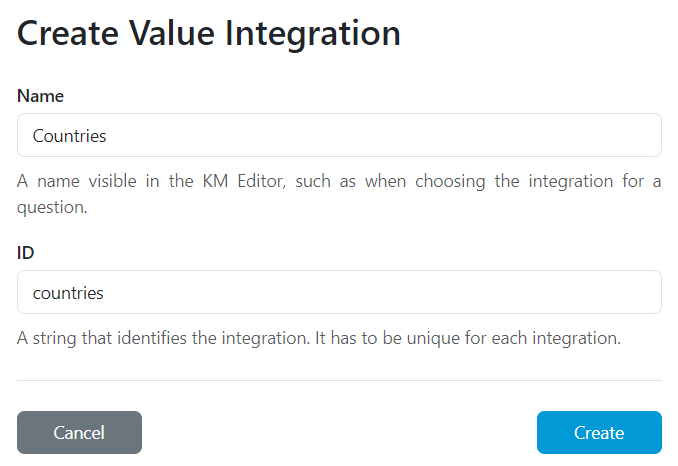 Create Value Integration
Name
Countries
A name visible in the KM Editor, such as when choosing the integration for a
question.
ID
countries
A string that identifies the integration. It has to be unique for each integration.
Cancel
Create